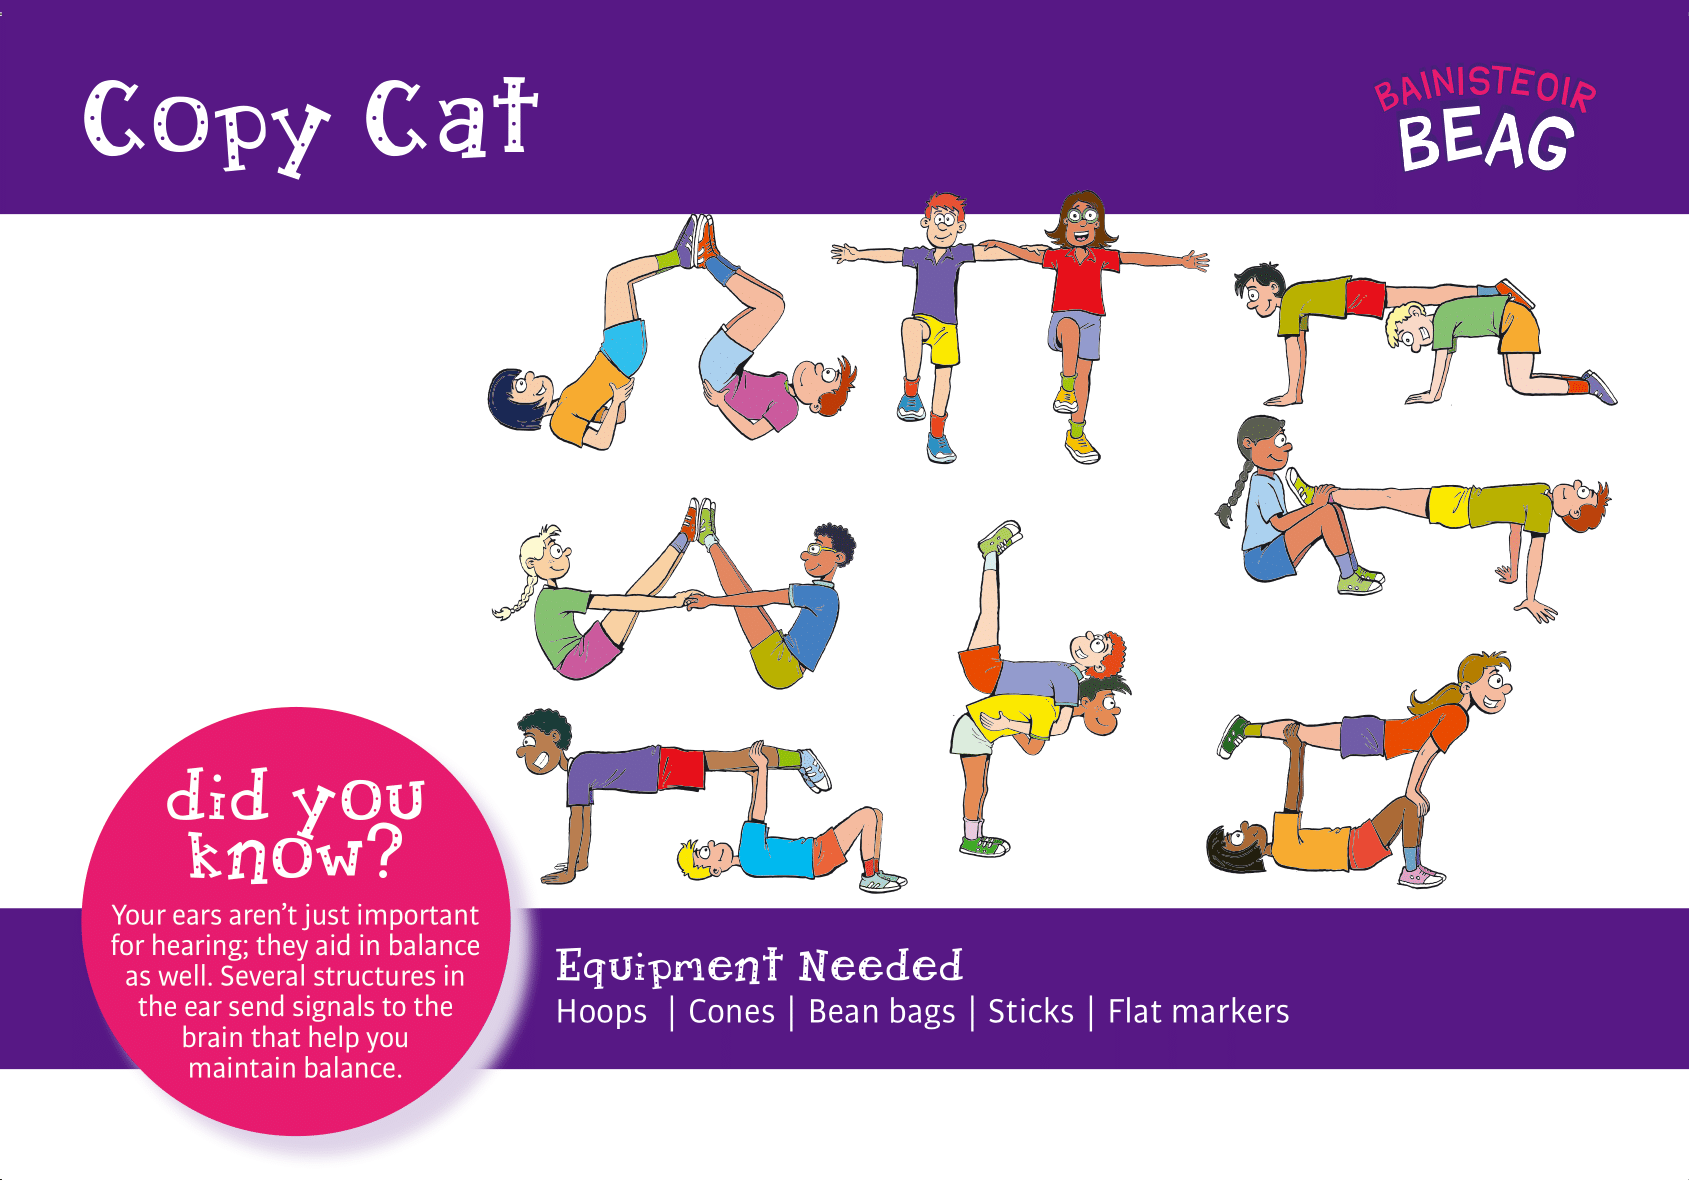 Copy Cat
BAINISTEOIR
BEAG
did you
know?
Your ears aren't just important
for hearing; they aid in balance
as well. Several structures in
the ear send signals to the
brain that help you
maintain balance.
Equipment Needed
Hoops | Cones | Bean bags | Sticks | Flat markers